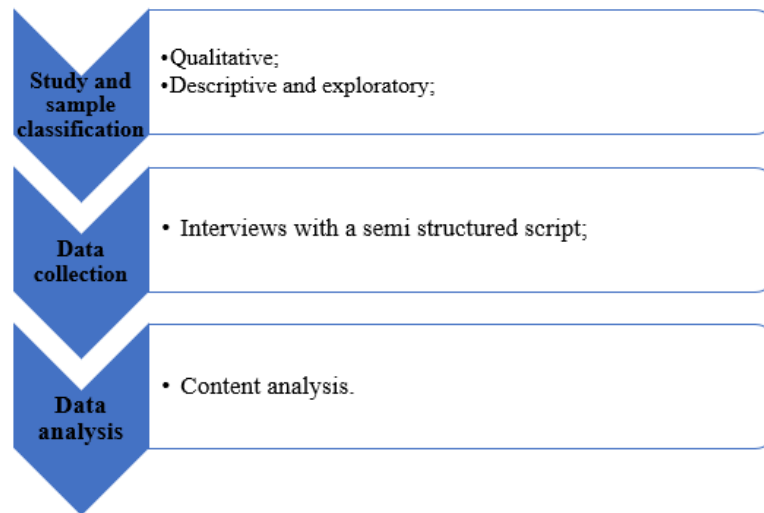 Study and
sample
classification
•Qualitative;
•Descriptive and exploratory;
Data
collection
• Interviews with a semi structured script;
Data
analysis
• Content analysis.